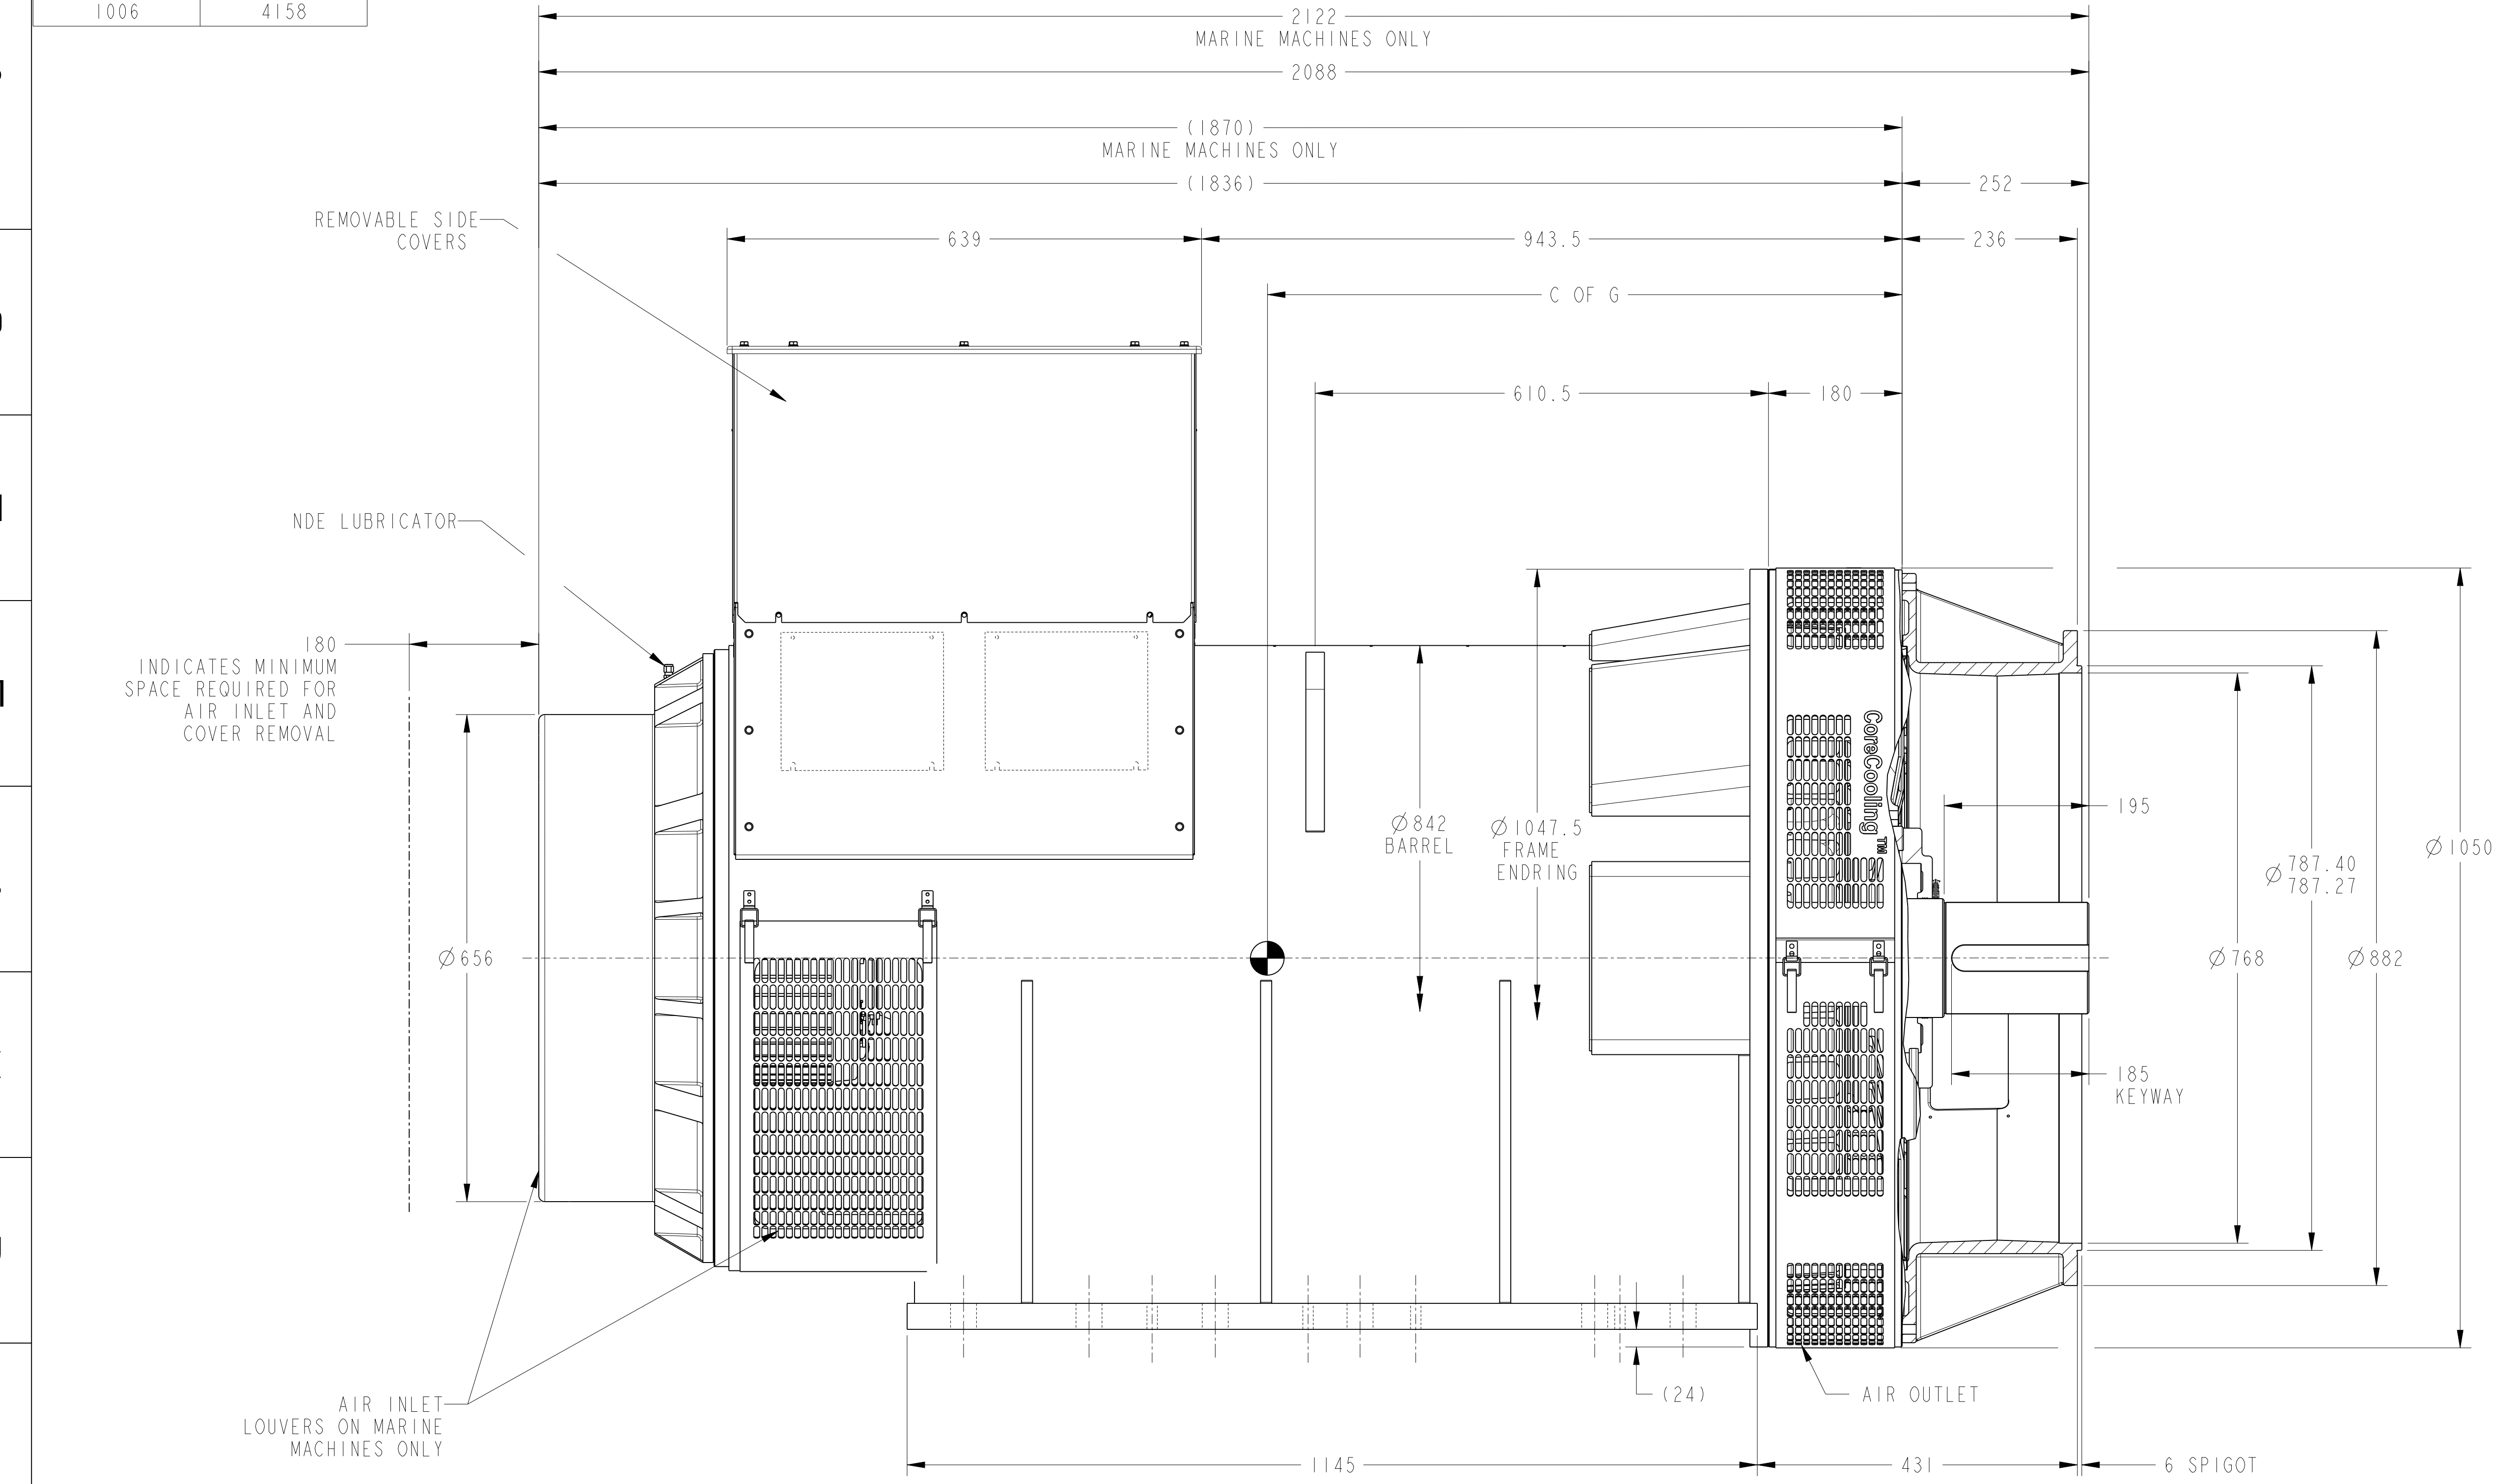 1006 4158
2122
MARINE MACHINES ONLY
2088
(1870)
MARINE MACHINES ONLY
(1836)
252
REMOVABLE SIDE
COVERS
639
943.5
236
C OF G
610.5
180
NDE LUBRICATOR
180
INDICATES MINIMUM
SPACE REQUIRED FOR
AIR INLET AND
COVER REMOVAL
CoreCooling™
195
Ø842
BARREL
Ø1047.5
FRAME
ENDRING
Ø1050
Ø787.40
787.27
Ø656
Ø768
Ø882
185
KEYWAY
(24)
AIR OUTLET
AIR INLET
LOUVERS ON MARINE
MACHINES ONLY
1145
431
6 SPIGOT